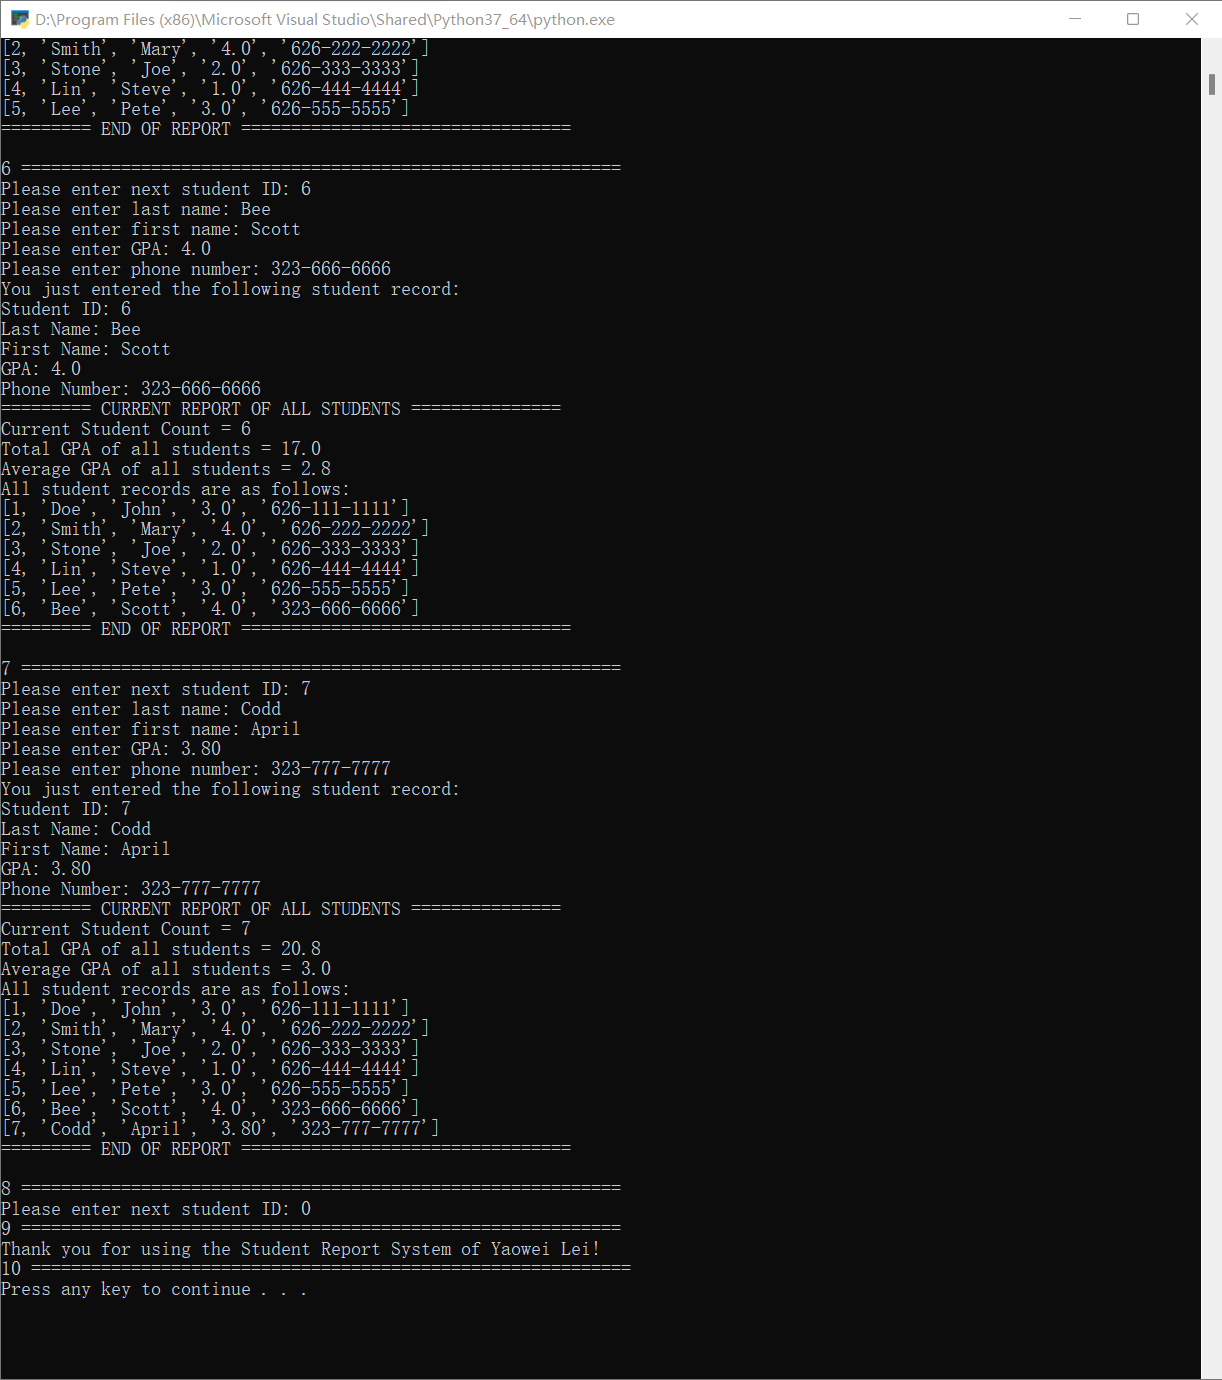 D:\Program Files (x86)\Microsoft Visual Studio\Shared\Python37_64\python.exe
[2, 'Smith', 'Mary', '4.0', '626-222-2222']
[3, 'Stone', 'Joe', '2.0', '626-333-3333']
[4, 'Lin', 'Steve', '1.0', '626-444-4444']
[5, 'Lee', 'Pete', '3.0', '626-555-5555']
========= END OF REPORT =================================
6 ============================================================
Please enter next student ID: 6
Please enter last name: Bee
Please enter first name: Scott
Please enter GPA: 4.0
Please enter phone number: 323-666-6666
You just entered the following student record:
Student ID: 6
Last Name: Bee
First Name: Scott
GPA: 4.0
Phone Number: 323-666-6666
========= CURRENT REPORT OF ALL STUDENTS ===============
Current Student Count = 6
Total GPA of all students = 17.0
Average GPA of all students = 2.8
All student records are as follows:
[1, 'Doe', 'John', '3.0', '626-111-1111']
[2, 'Smith', 'Mary', '4.0', '626-222-2222']
[3, 'Stone', 'Joe', '2.0', '626-333-3333']
[4, 'Lin', 'Steve', '1.0', '626-444-4444']
[5, 'Lee', 'Pete', '3.0', '626-555-5555']
[6, 'Bee', 'Scott', '4.0', '323-666-6666']
========= END OF REPORT =================================
7 ============================================================
Please enter next student ID: 7
Please enter last name: Codd
Please enter first name: April
Please enter GPA: 3.80
Please enter phone number: 323-777-7777
You just entered the following student record:
Student ID: 7
Last Name: Codd
First Name: April
GPA: 3.80
Phone Number: 323-777-7777
========= CURRENT REPORT OF ALL STUDENTS ===============
Current Student Count = 7
Total GPA of all students = 20.8
Average GPA of all students = 3.0
All student records are as follows:
[1, 'Doe', 'John', '3.0', '626-111-1111']
[2, 'Smith', 'Mary', '4.0', '626-222-2222']
[3, 'Stone', 'Joe', '2.0', '626-333-3333']
[4, 'Lin', 'Steve', '1.0', '626-444-4444']
[5, 'Lee', 'Pete', '3.0', '626-555-5555']
[6, 'Bee', 'Scott', '4.0', '323-666-6666']
[7, 'Codd', 'April', '3.80', '323-777-7777']
========= END OF REPORT =================================
8 ============================================================
Please enter next student ID: 0
9 ============================================================
Thank you for using the Student Report System of Yaowei Lei!
10 ============================================================
Press any key to continue . . .